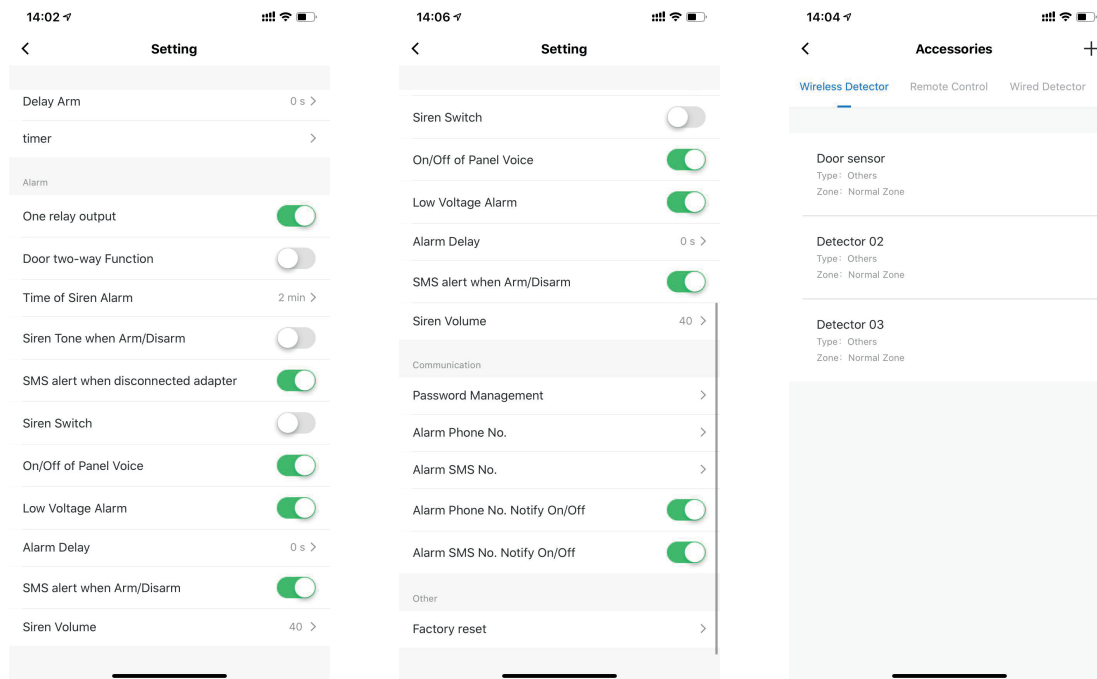 14:02
Setting
Delay Arm 0 s
timer
Alarm
One relay output
Door two-way Function
Time of Siren Alarm 2 min
Siren Tone when Arm/Disarm
SMS alert when disconnected adapter
Siren Switch
On/Off of Panel Voice
Low Voltage Alarm
Alarm Delay 0 s
SMS alert when Arm/Disarm
Siren Volume 40
14:06
Setting
Siren Switch
On/Off of Panel Voice
Low Voltage Alarm
Alarm Delay 0 s
SMS alert when Arm/Disarm
Siren Volume 40
Communication
Password Management
Alarm Phone No.
Alarm SMS No.
Alarm Phone No. Notify On/Off
Alarm SMS No. Notify On/Off
Other
Factory reset
14:04
Accessories
Wireless Detector Remote Control Wired Detector
Door sensor
Type: Others
Zone: Normal Zone
Detector 02
Type: Others
Zone: Normal Zone
Detector 03
Type: Others
Zone: Normal Zone